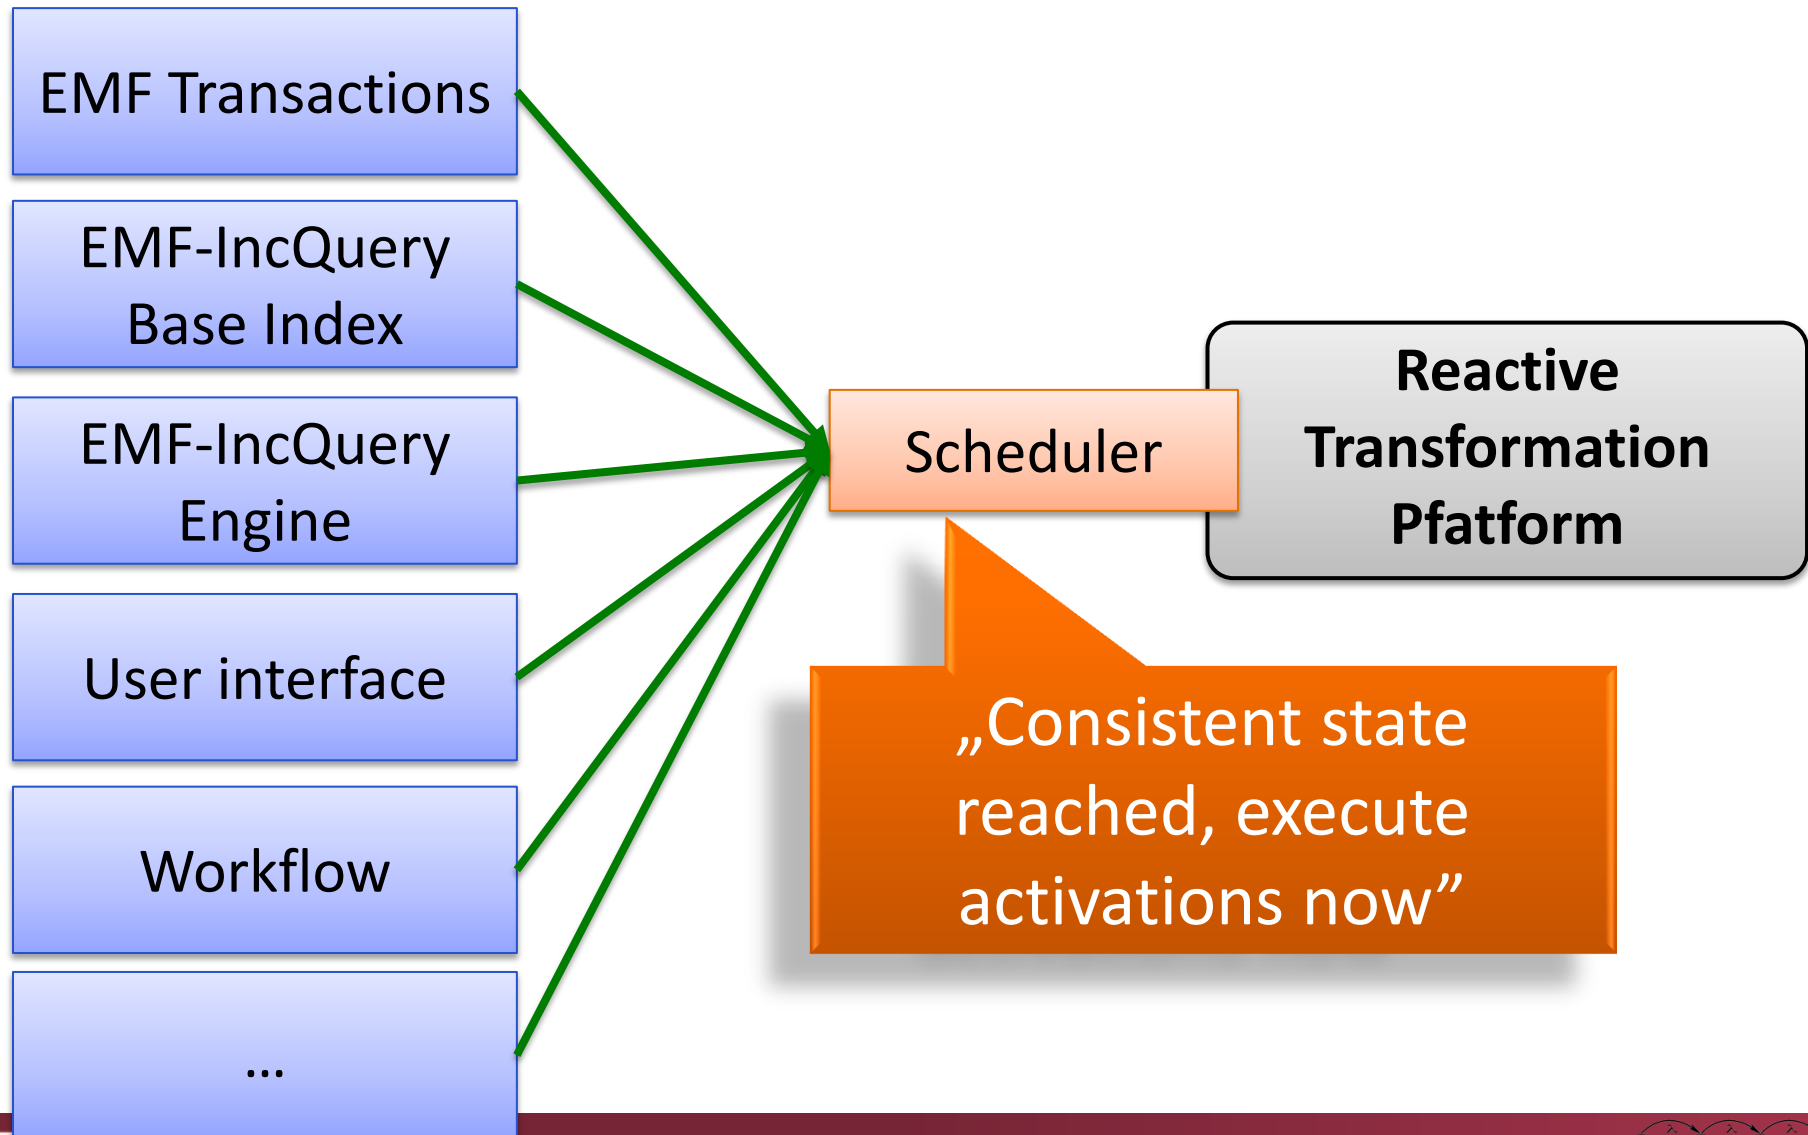 EMF Transactions
EMF-IncQuery
Base Index
EMF-IncQuery
Engine
User interface
Workflow
...
Scheduler
Reactive
Transformation
Pfatform
„Consistent state
reached, execute
activations now”